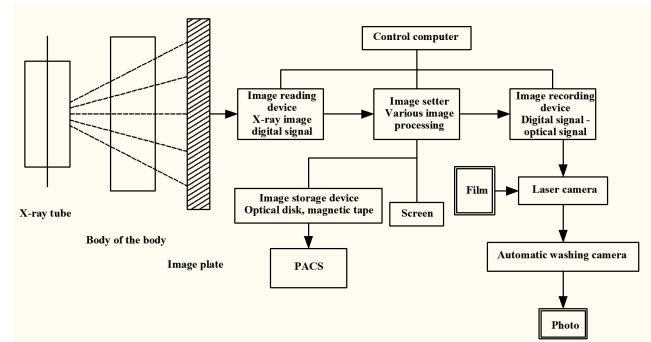 Control computer
Image reading
device
X-ray image
digital signal
Image setter
Various image
processing
Image recording
device
Digital signal -
optical signal
Image storage device
Optical disk, magnetic tape
Screen
Film
Laser camera
X-ray tube
Body of the body
Image plate
PACS
Automatic washing camera
Photo